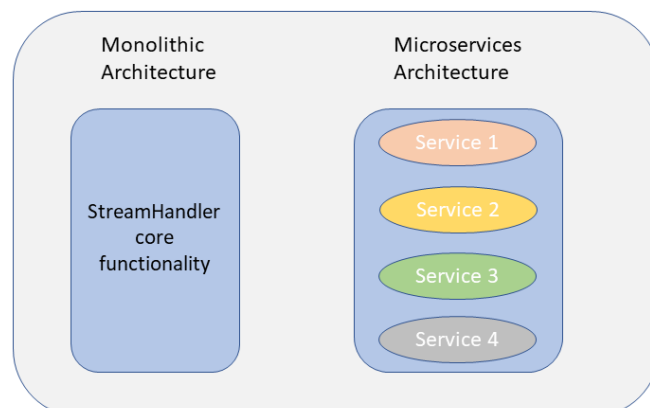 Monolithic
Architecture
Microservices
Architecture
StreamHandler
core
functionality
Service 1
Service 2
Service 3
Service 4